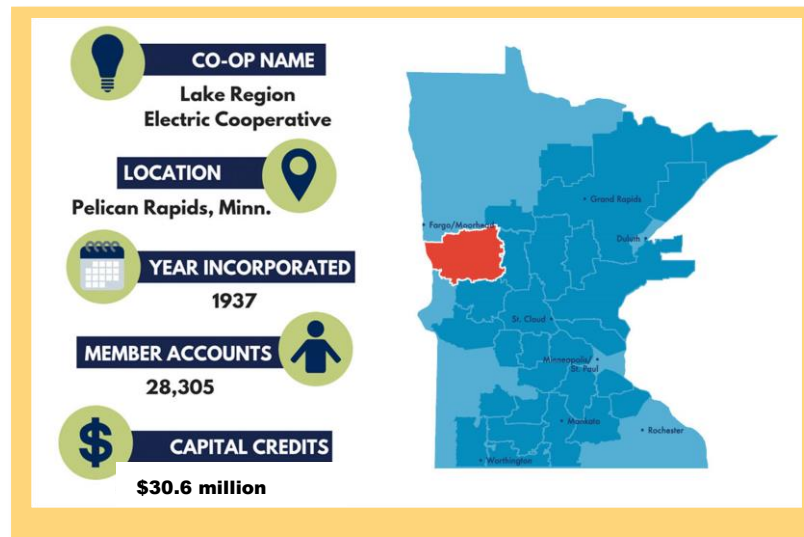 CO-OP NAME
Lake Region
Electric Cooperative
LOCATION
Pelican Rapids, Minn.
YEAR INCORPORATED
1937
MEMBER ACCOUNTS
28,305
CAPITAL CREDITS
$
$30.6 million
Grand Rapids
Fargo/Moorhead
Duluth
St. Cloud
Minneapolis/
St. Paul
Mankato
Rochester
Worthington